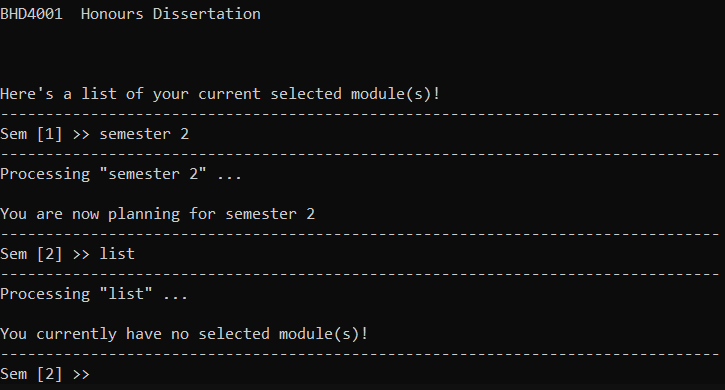 BHD4001  Honours Dissertation
Here's a list of your current selected module(s)!
--------------------------------------------------------------------------------
Sem [1] >> semester 2
--------------------------------------------------------------------------------
Processing "semester 2" ...
You are now planning for semester 2
--------------------------------------------------------------------------------
Sem [2] >> list
--------------------------------------------------------------------------------
Processing "list" ...
You currently have no selected module(s)!
--------------------------------------------------------------------------------
Sem [2] >>